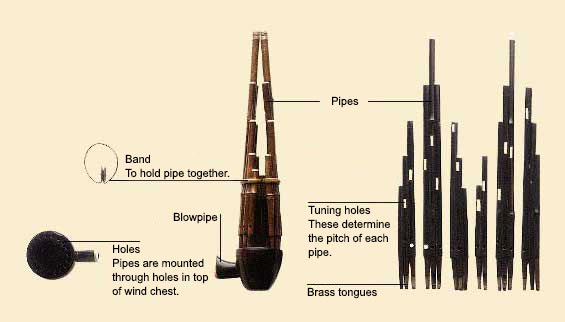 Pipes
Band
To hold pipe together.
Blowpipe
Tuning holes
These determine
the pitch of each
pipe.
Holes
Pipes are mounted
through holes in top
of wind chest.
Brass tongues